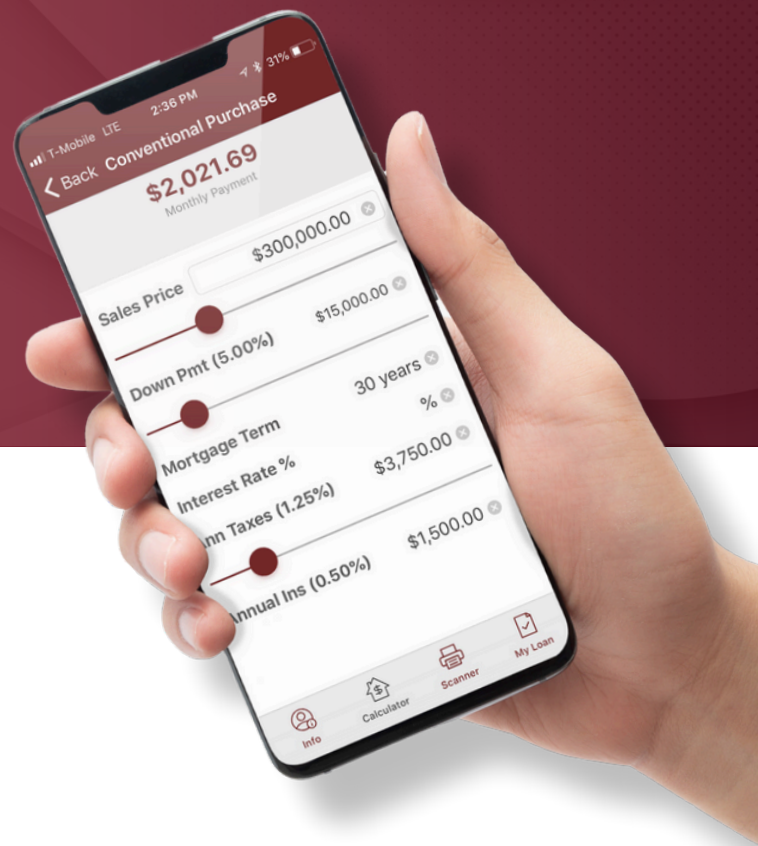 T-Mobile LTE 2:36 PM 31%
Back Conventional Purchase
$2,021.69
Monthly Payment
Sales Price $300,000.00
Down Pmt (5.00%) $15,000.00
Mortgage Term 30 years
Interest Rate % %
nn Taxes (1.25%) $3,750.00
nnual Ins (0.50%) $1,500.00
Info Calculator Scanner My Loan